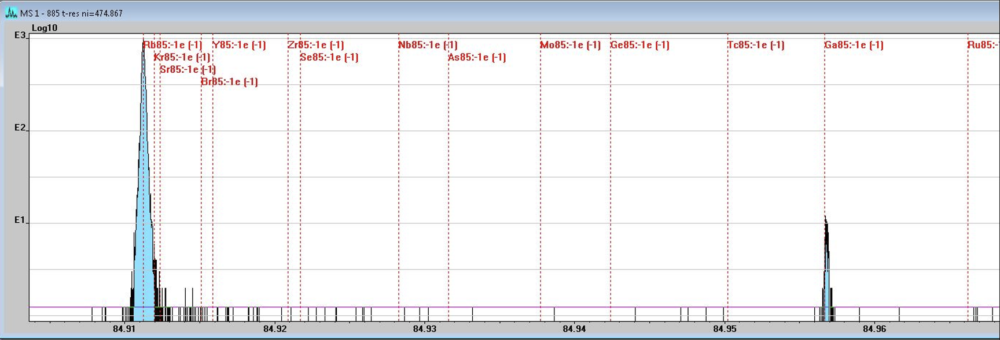 MS 1 - 885 t-res ni=474.867
Log10
E3
Rb85:-1e (-1) Y85:-1e (-1) Zr85:-1e (-1) Nb85:-1e (-1) Mo85:-1e (-1) Ge85:-1e (-1) Tc85:-1e (-1) Ga85:-1e (-1) Ru85:-
Kr85:-1e (-1) Se85:-1e (-1) As85:-1e (-1)
Sr85:-1e (-1)
Br85:-1e (-1)
E2
E1
84.91 84.92 84.93 84.94 84.95 84.96